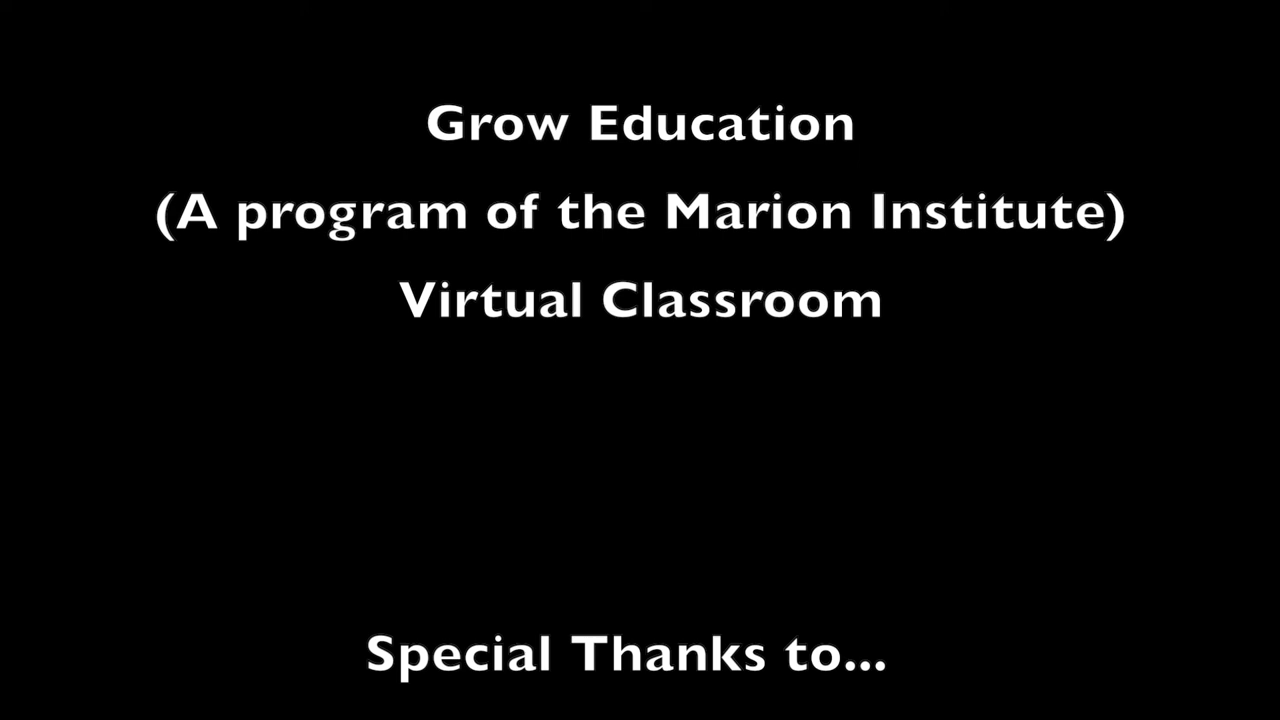 Grow Education
(A program of the Marion Institute)
Virtual Classroom
Special Thanks to...